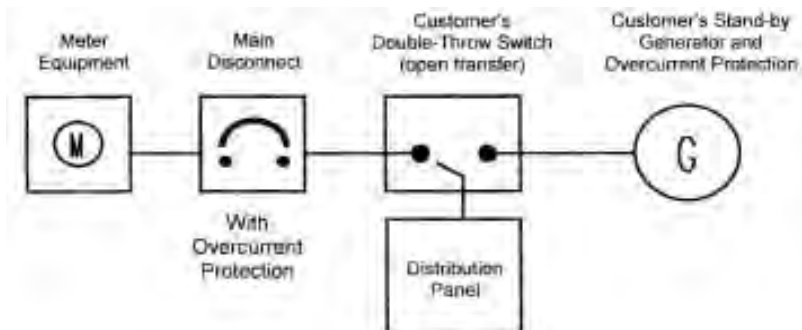 Meter
Equipment
Main
Disconnect
Customer's
Double-Throw Switch
(open transfer)
Customer's Stand-by
Generator and
Overcurrent Protection
M
G
With
Overcurrent
Protection
Distribution
Panel